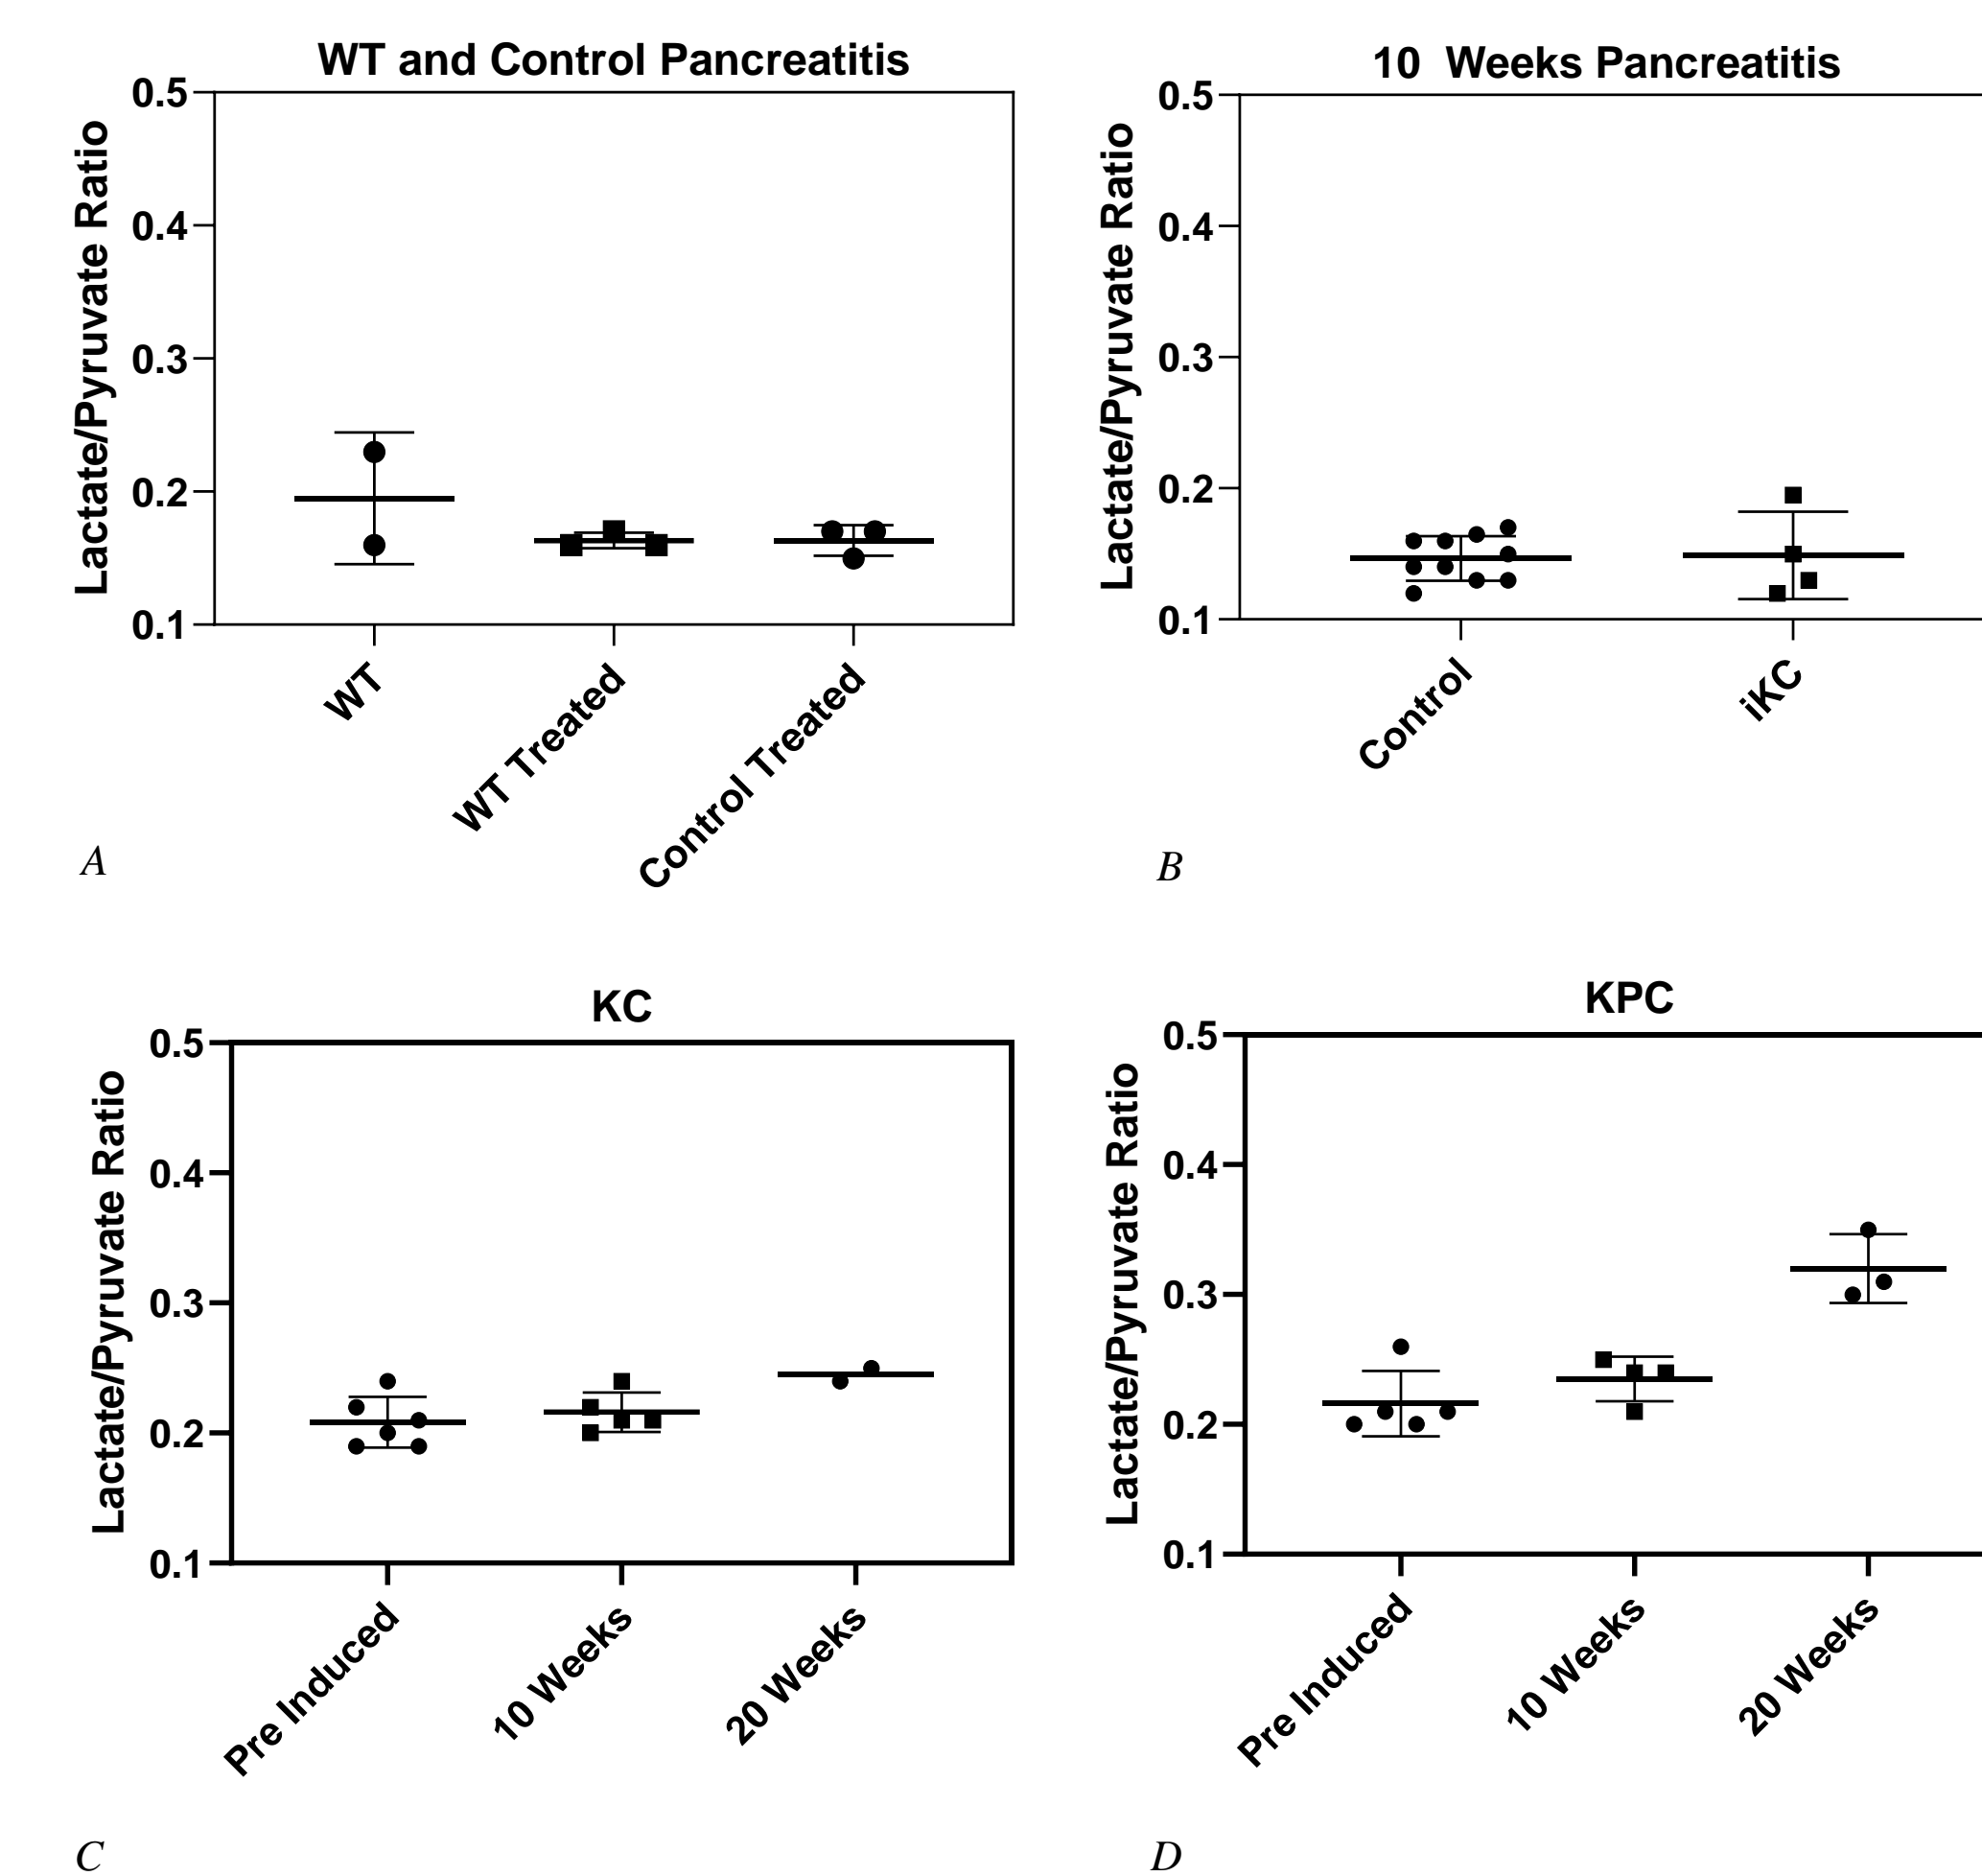 WT and Control Pancreatitis
Lactate/Pyruvate Ratio
0.5
0.4
0.3
0.2
0.1
WT
WT Treated
Control Treated
A
10 Weeks Pancreatitis
Lactate/Pyruvate Ratio
0.5
0.4
0.3
0.2
0.1
Control
iKC
B
KC
Lactate/Pyruvate Ratio
0.5
0.4
0.3
0.2
0.1
Pre Induced
10 Weeks
20 Weeks
C
KPC
Lactate/Pyruvate Ratio
0.5
0.4
0.3
0.2
0.1
Pre Induced
10 Weeks
20 Weeks
D